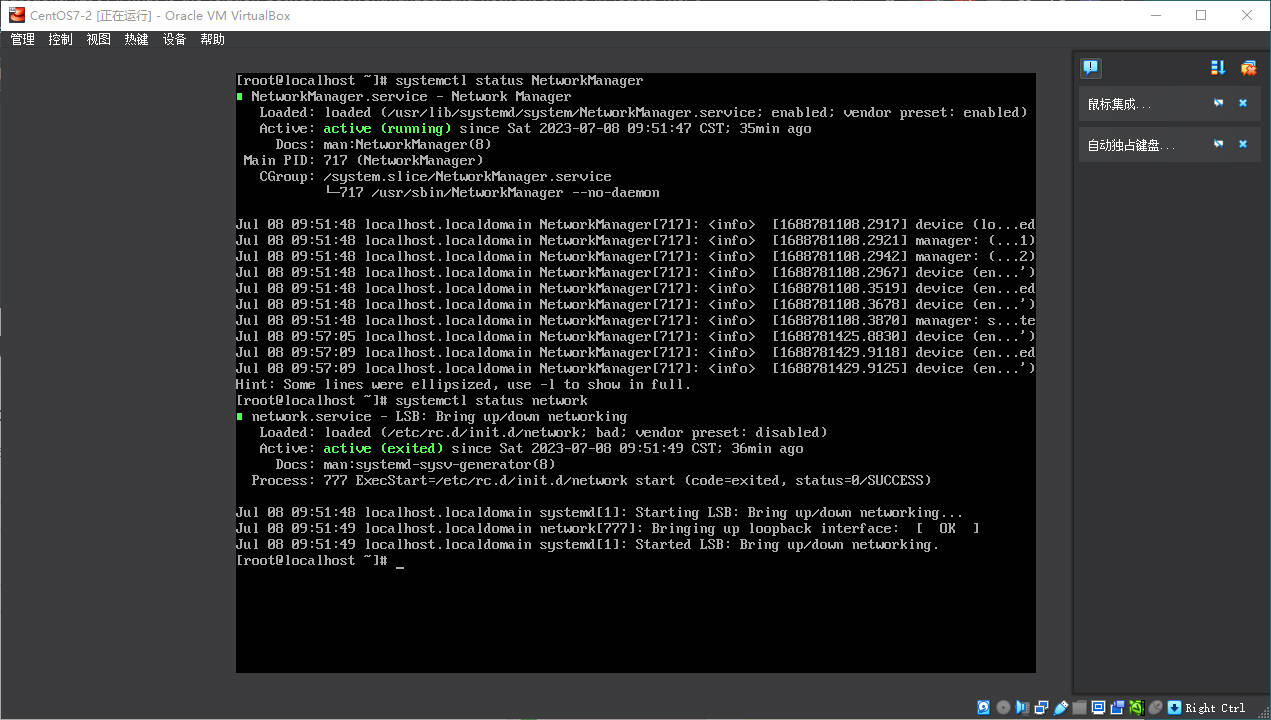 CentOS7-2 [正在运行] - Oracle VM VirtualBox
管理 控制 视图 热键 设备 帮助
[root@localhost ~]# systemctl status NetworkManager
NetworkManager.service - Network Manager
Loaded: loaded (/usr/lib/systemd/system/NetworkManager.service; enabled; vendor preset: enabled)
Active: active (running) since Sat 2023-07-08 09:51:47 CST; 35min ago
Docs: man:NetworkManager(8)
Main PID: 717 (NetworkManager)
CGroup: /system.slice/NetworkManager.service
└─717 /usr/sbin/NetworkManager --no-daemon
Jul 08 09:51:48 localhost.localdomain NetworkManager[717]: <info>  [1688781108.2917] device (lo...ed
Jul 08 09:51:48 localhost.localdomain NetworkManager[717]: <info>  [1688781108.2921] manager: (...1)
Jul 08 09:51:48 localhost.localdomain NetworkManager[717]: <info>  [1688781108.2942] manager: (...2)
Jul 08 09:51:48 localhost.localdomain NetworkManager[717]: <info>  [1688781108.2967] device (en...')
Jul 08 09:51:48 localhost.localdomain NetworkManager[717]: <info>  [1688781108.3519] device (en...ed
Jul 08 09:51:48 localhost.localdomain NetworkManager[717]: <info>  [1688781108.3678] device (en...')
Jul 08 09:51:48 localhost.localdomain NetworkManager[717]: <info>  [1688781108.3870] manager: s...te
Jul 08 09:57:05 localhost.localdomain NetworkManager[717]: <info>  [1688781425.8830] device (en...')
Jul 08 09:57:09 localhost.localdomain NetworkManager[717]: <info>  [1688781429.9118] device (en...ed
Jul 08 09:57:09 localhost.localdomain NetworkManager[717]: <info>  [1688781429.9125] device (en...')
Hint: Some lines were ellipsized, use -l to show in full.
[root@localhost ~]# systemctl status network
network.service - LSB: Bring up/down networking
Loaded: loaded (/etc/rc.d/init.d/network; bad; vendor preset: disabled)
Active: active (exited) since Sat 2023-07-08 09:51:49 CST; 36min ago
Docs: man:systemd-sysv-generator(8)
Process: 777 ExecStart=/etc/rc.d/init.d/network start (code=exited, status=0/SUCCESS)
Jul 08 09:51:48 localhost.localdomain systemd[1]: Starting LSB: Bring up/down networking...
Jul 08 09:51:49 localhost.localdomain network[777]: Bringing up loopback interface:  [  OK  ]
Jul 08 09:51:49 localhost.localdomain systemd[1]: Started LSB: Bring up/down networking.
[root@localhost ~]# _
鼠标集成...
自动独占键盘...
Right Ctrl